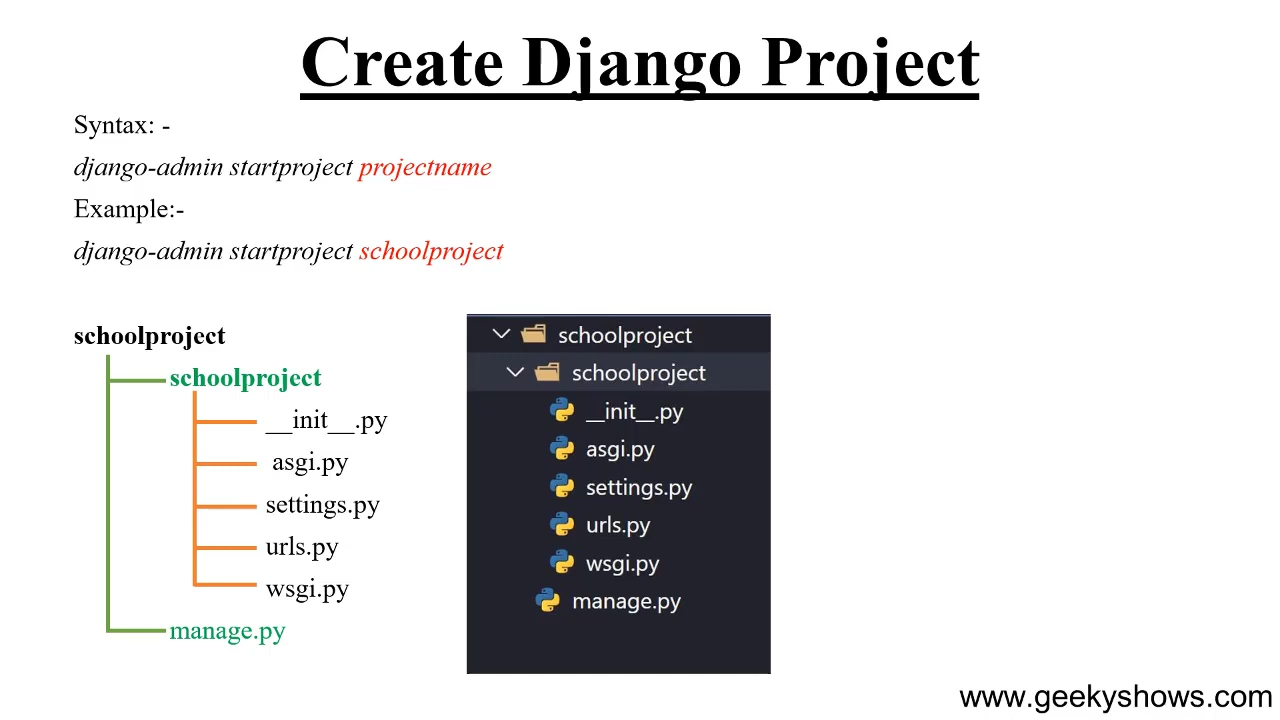 Create Django Project
Syntax: -
django-admin startproject projectname
Example:-
django-admin startproject schoolproject
schoolproject
schoolproject
__init__.py
asgi.py
settings.py
urls.py
wsgi.py
manage.py
schoolproject
schoolproject
__init__.py
asgi.py
settings.py
urls.py
wsgi.py
manage.py
www.geekyshows.com